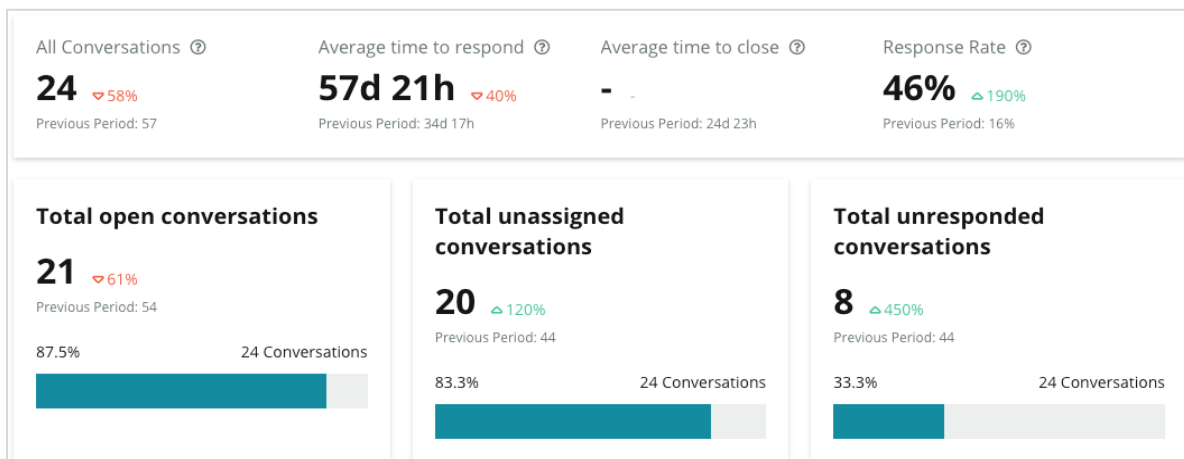 All Conversations ?
Average time to respond ?
Average time to close ?
Response Rate ?
24 58%
57d 21h 40%
- -
46% 190%
Previous Period: 57
Previous Period: 34d 17h
Previous Period: 24d 23h
Previous Period: 16%
Total open conversations
21 61%
Previous Period: 54
87.5% 24 Conversations
Total unassigned
conversations
20 120%
Previous Period: 44
83.3% 24 Conversations
Total unresponded
conversations
8 450%
Previous Period: 44
33.3% 24 Conversations